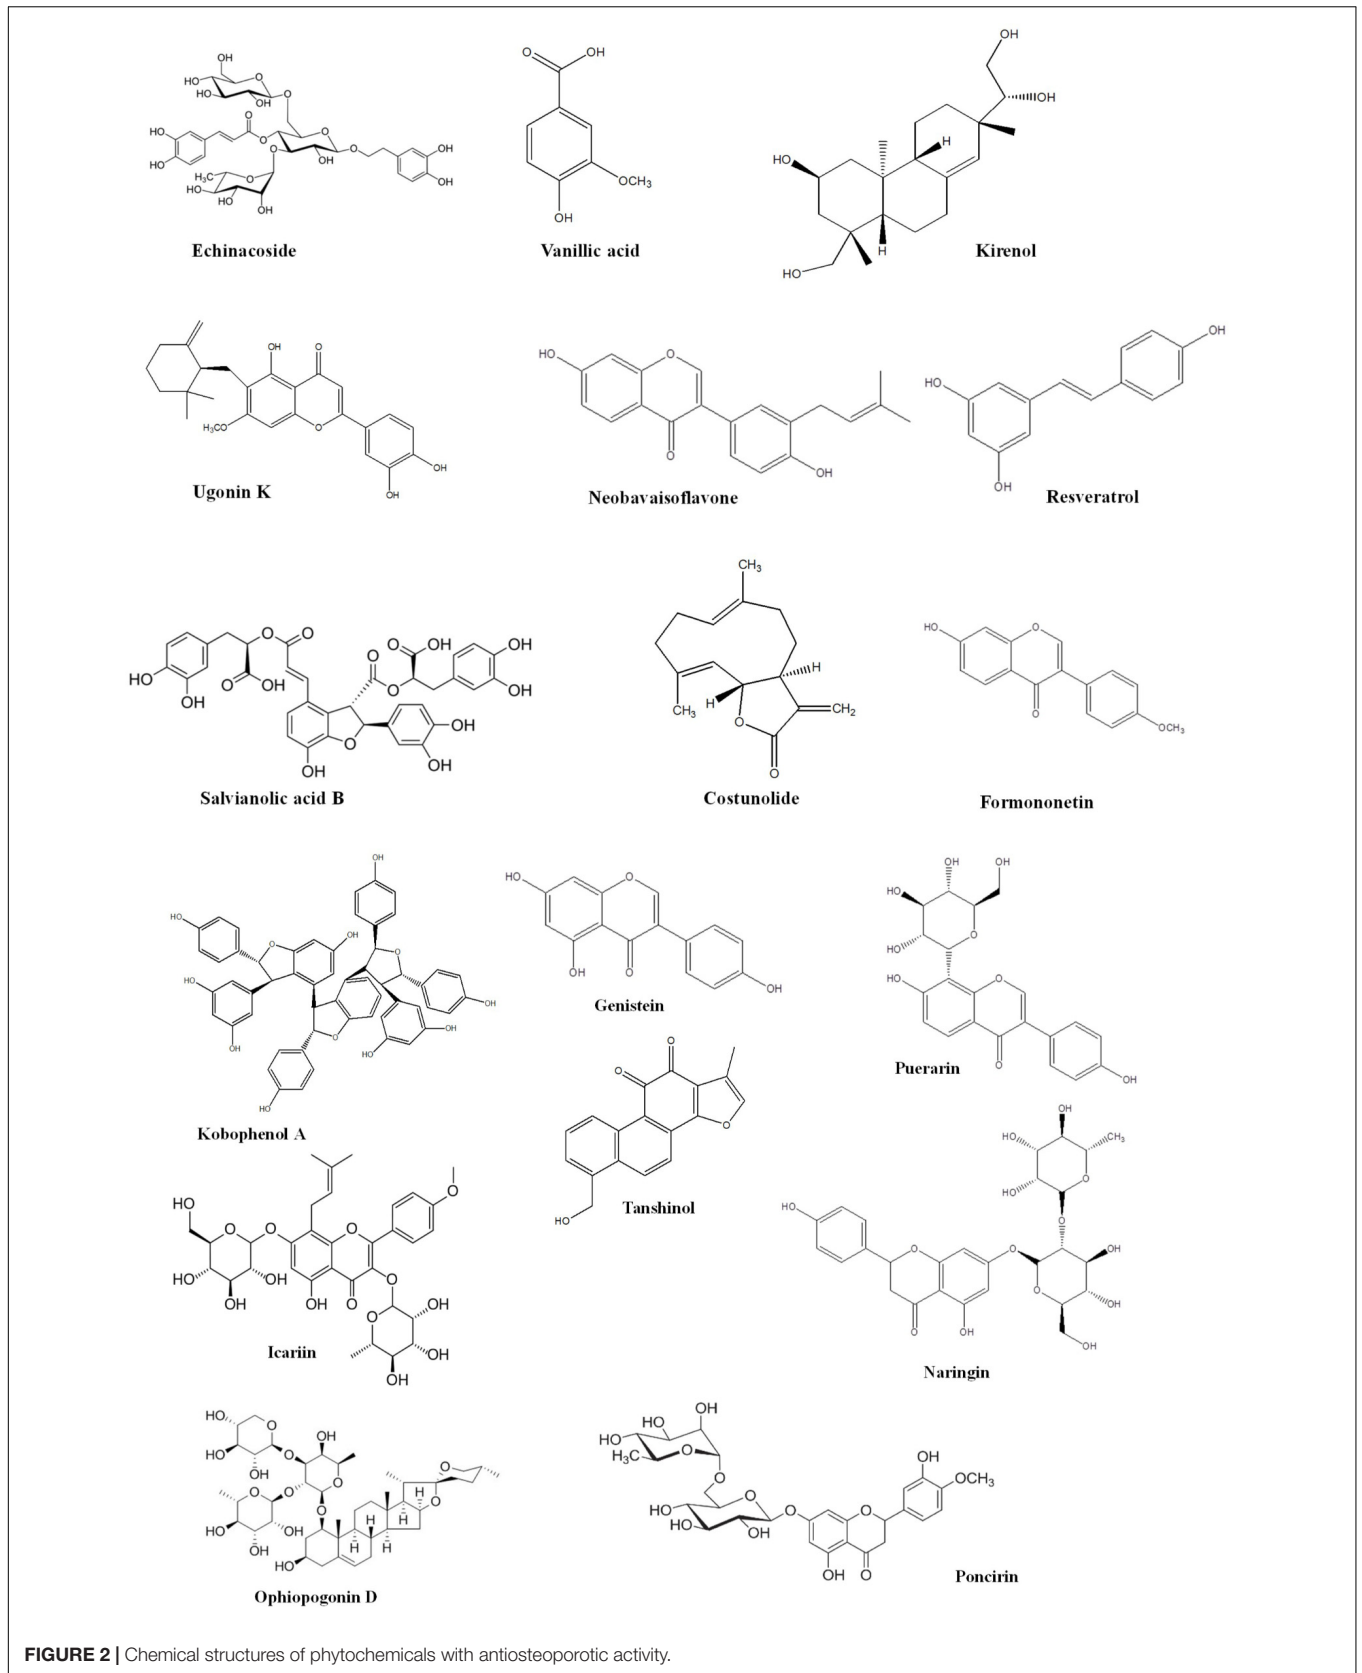 OH
HO
HO
OH
O
O
O
HO
HO
O
O
O
O
OH
O
OH
OH
H₃C
O
HO
HO
OH
Echinacoside
O
OH
OCH₃
OH
Vanillic acid
OH
OH
H
HO
H
HO
Kirenol
OH
O
H₃CO
O
OH
OH
Ugonin K
HO
O
O
OH
Neobavaisoflavone
OH
HO
OH
Resveratrol
O
O
O
OH
HO
OH
O
O
O
OH
OH
OH
O
OH
OH
OH
Salvianolic acid B
CH₃
CH₃
H
H
O
CH₂
O
Costunolide
HO
O
O
OCH₃
Formononetin
OH
HO
O
OH
HO
OH
O
O
OH
OH
HO
HO
Kobophenol A
HO
O
OH
O
OH
Genistein
OH
OH
HO
HO
O
HO
O
O
OH
Puerarin
O
O
O
HO
Tanshinol
HO
O
O
O
HO
HO
OH
OH
O
OH
O
O
OH
OH
OH
Icariin
OH
HO
CH₃
HO
O
O
HO
O
O
OH
O
OH
O
OH
OH
Naringin
HO
O
HO
OH
O
OH
O
O
O
HO
HO
OH
OH
O
HO
H
H
H
H
O
O
H
Ophiopogonin D
OH
HO
HO
H₃C
O
O
HO
HO
O
OH
O
O
OH
O
OH
OCH₃
Poncirin
FIGURE 2 | Chemical structures of phytochemicals with antiosteoporotic activity.